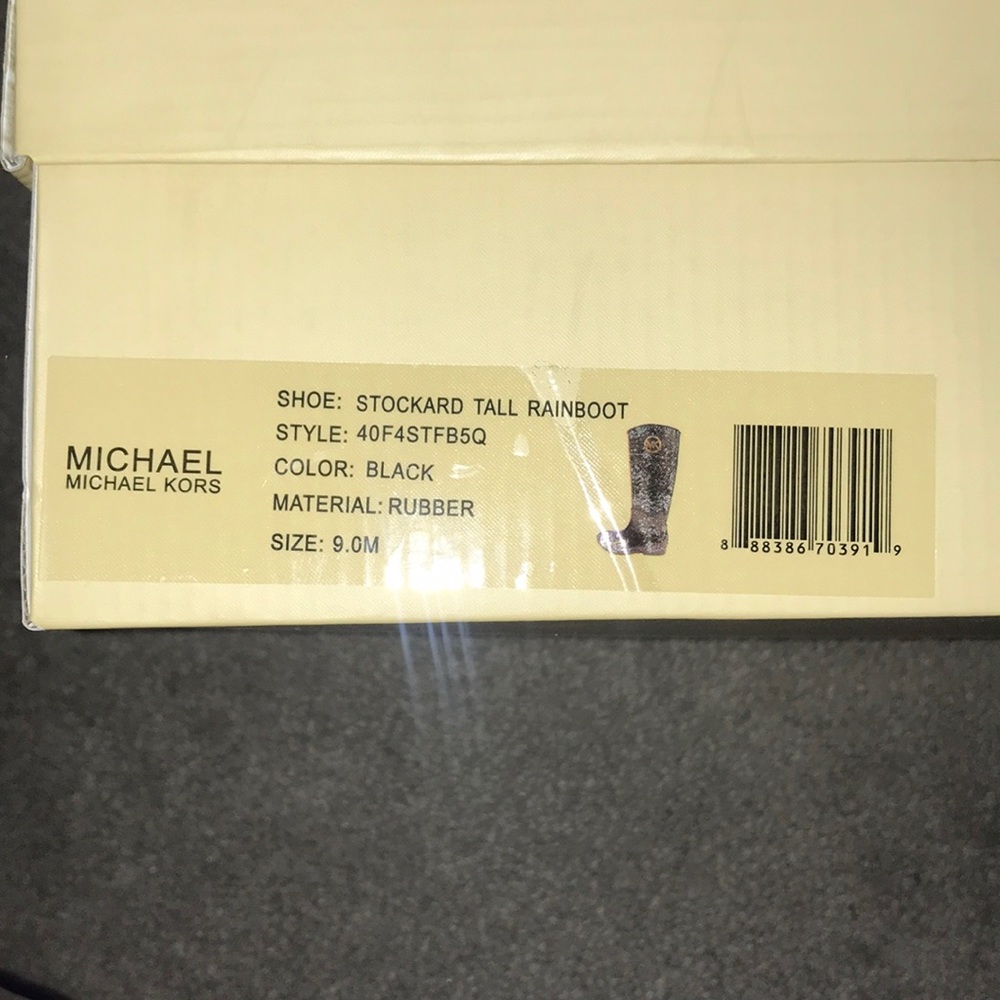 MICHAEL
MICHAEL KORS
SHOE: STOCKARD TALL RAINBOOT
STYLE: 40F4STFB5Q
COLOR: BLACK
MATERIAL: RUBBER
SIZE: 9.0M
MK
8 88386 70391 9